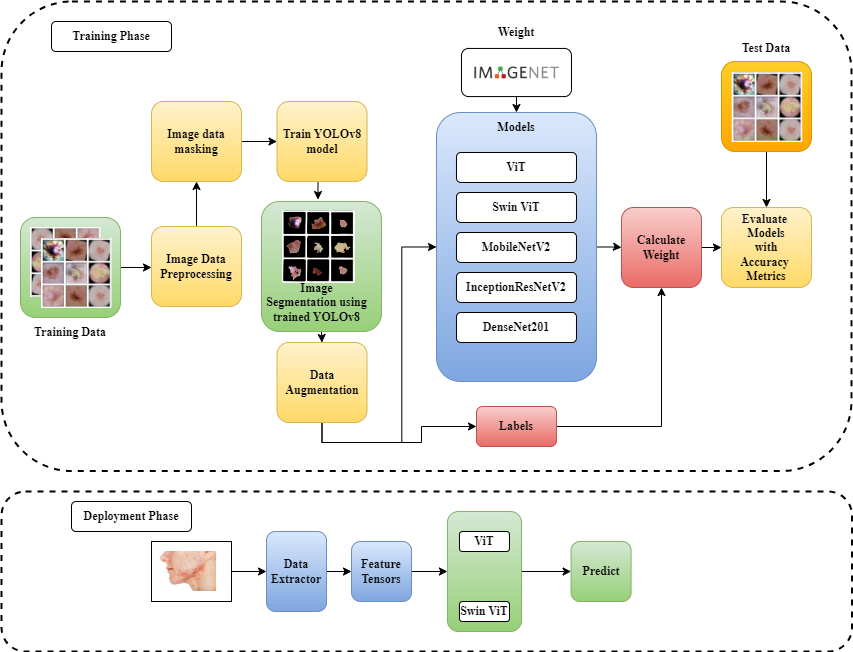 Training Phase
Weight
IMAGENET
Test Data
Image data
masking
Train YOLOv8
model
Models
ViT
Swin ViT
MobileNetV2
InceptionResNetV2
DenseNet201
Image Data
Preprocessing
Training Data
Image
Segmentation using
trained YOLOv8
Data
Augmentation
Calculate
Weight
Evaluate
Models
with
Accuracy
Metrics
Labels
Deployment Phase
Data
Extractor
Feature
Tensors
ViT
Swin ViT
Predict